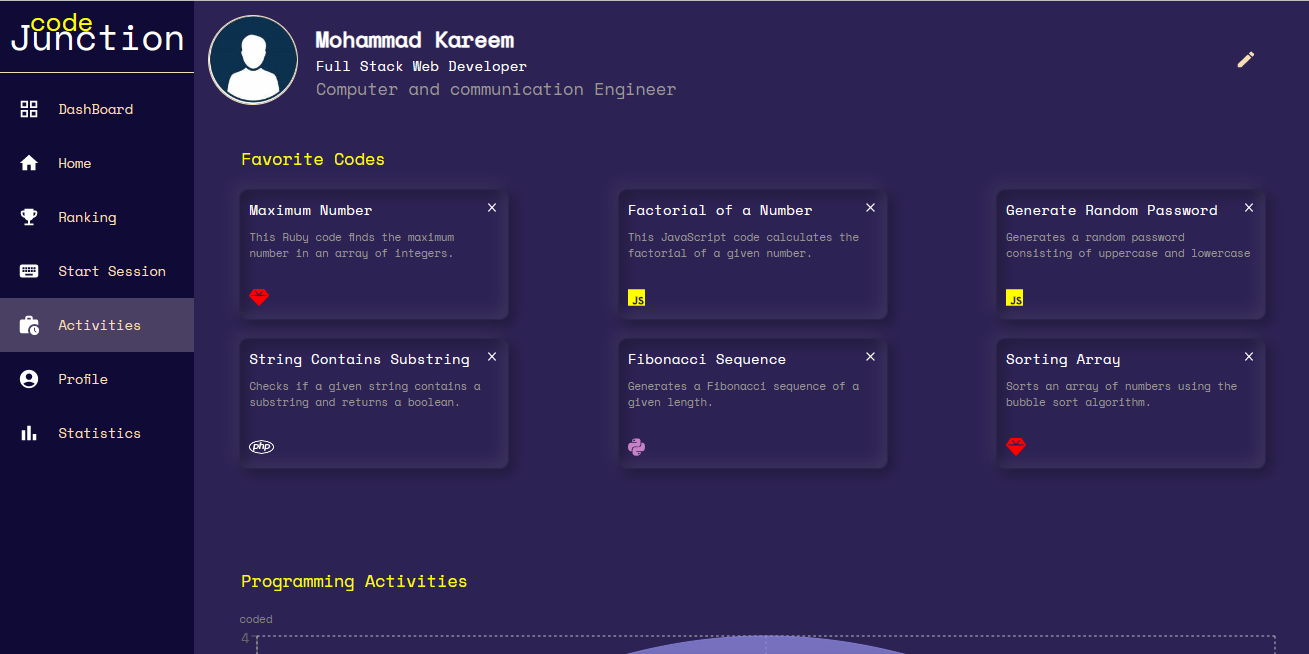 code
Junction
DashBoard
Home
Ranking
Start Session
Activities
Profile
Statistics
Mohammad Kareem
Full Stack Web Developer
Computer and communication Engineer
Favorite Codes
Maximum Number
This Ruby code finds the maximum
number in an array of integers.
Factorial of a Number
This JavaScript code calculates the
factorial of a given number.
JS
Generate Random Password
Generates a random password
consisting of uppercase and lowercase
JS
String Contains Substring
Checks if a given string contains a
substring and returns a boolean.
php
Fibonacci Sequence
Generates a Fibonacci sequence of a
given length.
Sorting Array
Sorts an array of numbers using the
bubble sort algorithm.
Programming Activities
coded
4